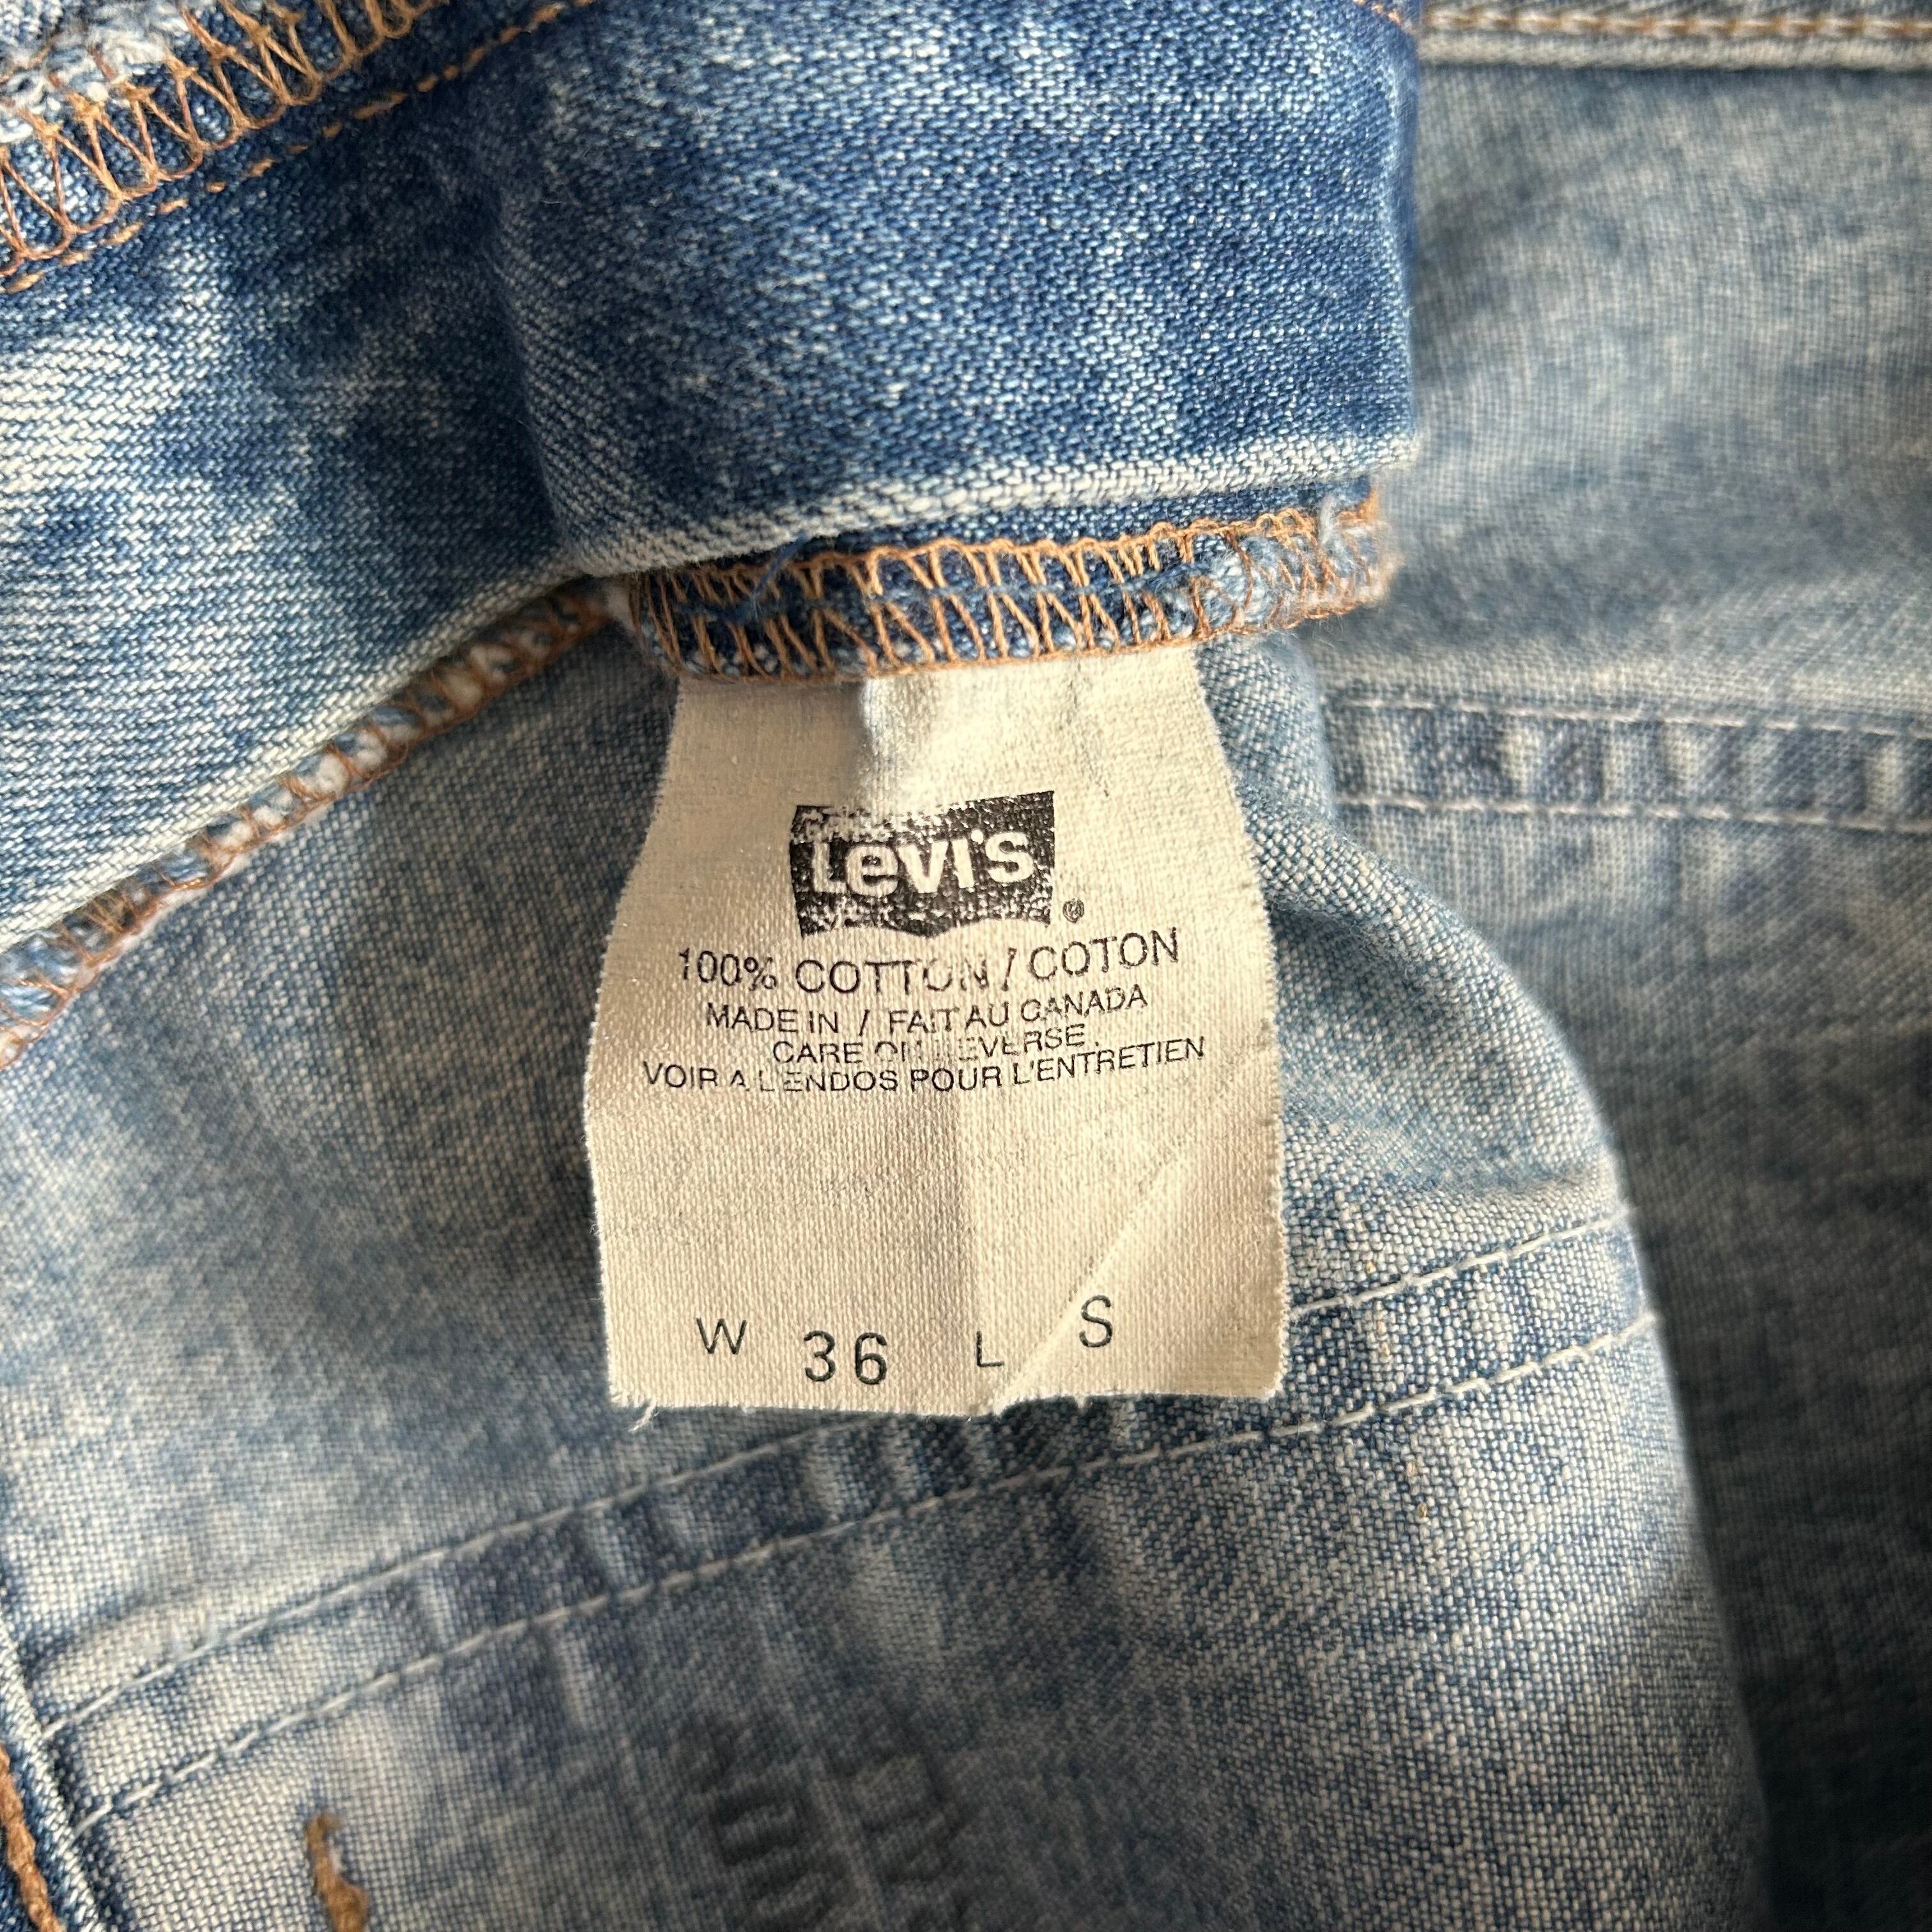 Levi's ®
100% COTTON / COTON
MADE IN / FAIT AU CANADA
CARE ON REVERSE.
VOIR A L'ENDOS POUR L'ENTRETIEN
W 36 L S